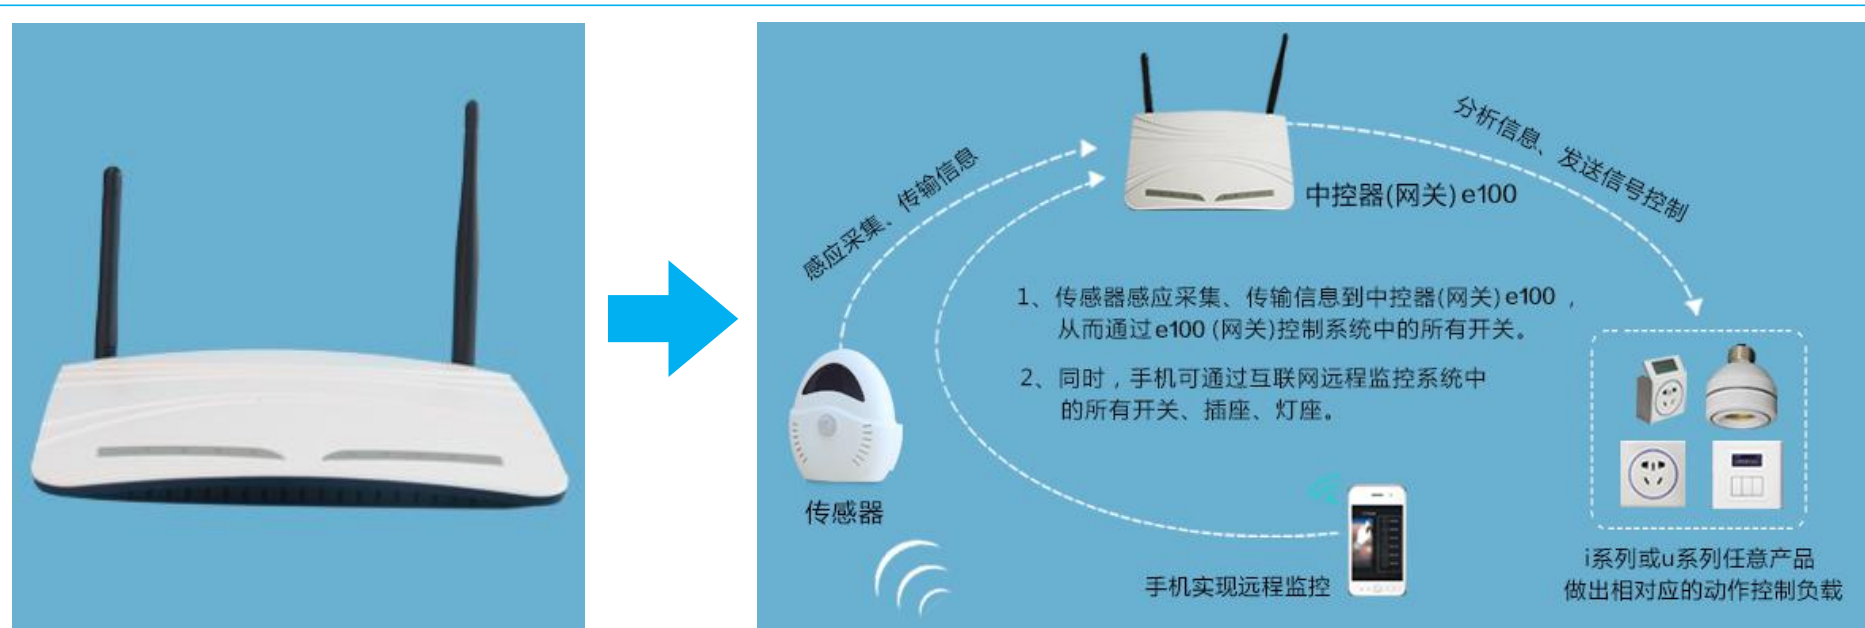 分析信息、发送信号控制
感应采集、传输信息
中控器(网关)e100
1、传感器感应采集、传输信息到中控器(网关)e100，
从而通过e100(网关)控制系统中的所有开关。
2、同时，手机可通过互联网远程监控系统中
的所有开关、插座、灯座。
传感器
手机实现远程监控
i系列或u系列任意产品
做出相对应的动作控制负载